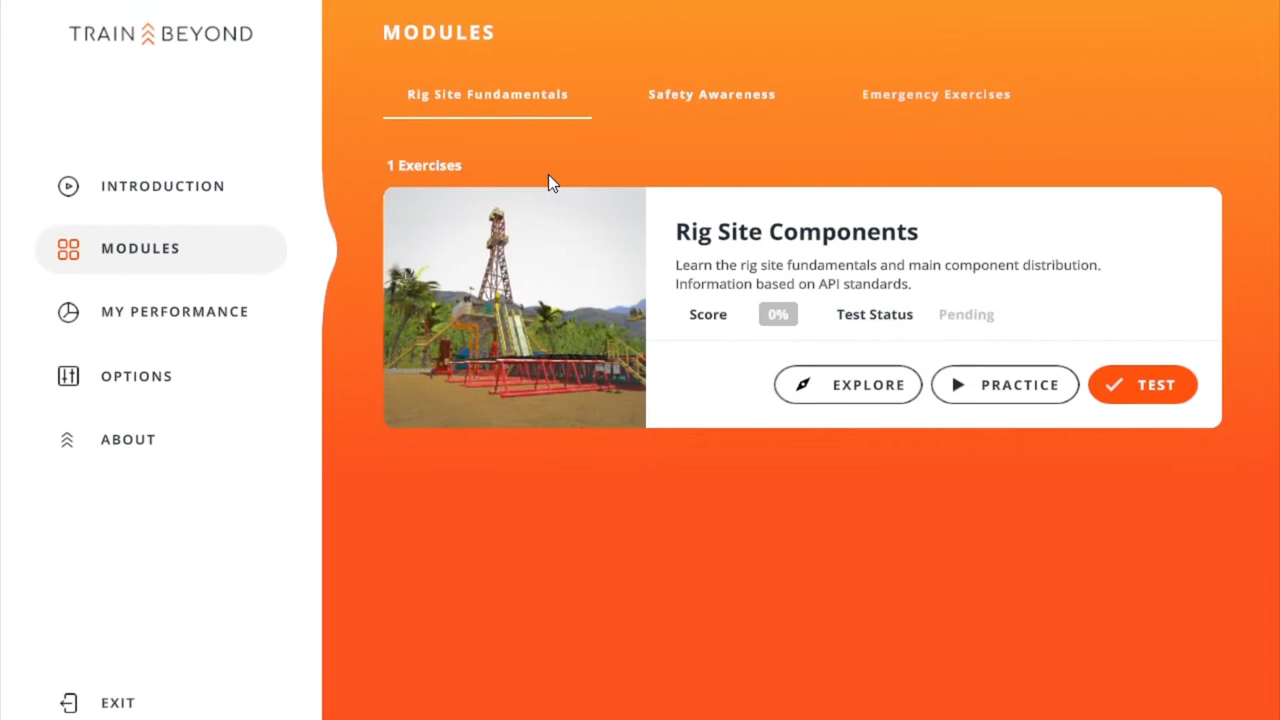 TRAIN BEYOND
INTRODUCTION
MODULES
MY PERFORMANCE
OPTIONS
ABOUT
EXIT
MODULES
Rig Site Fundamentals
Safety Awareness
Emergency Exercises
1 Exercises
Rig Site Components
Learn the rig site fundamentals and main component distribution.
Information based on API standards.
Score 0% Test Status Pending
EXPLORE
PRACTICE
TEST